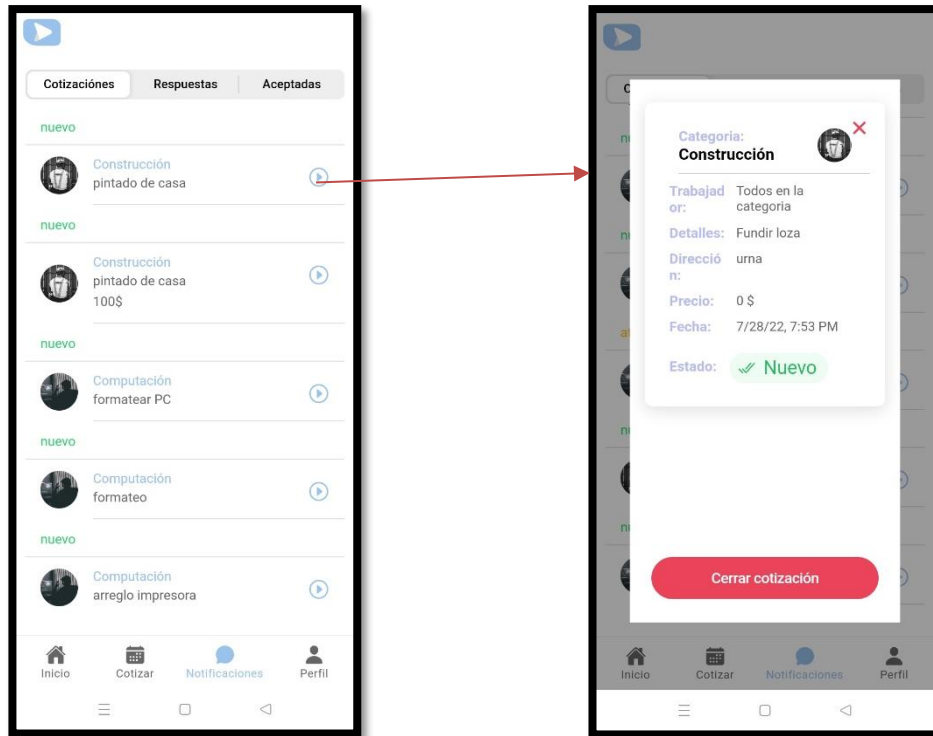 Cotizaciónes Respuestas Aceptadas
nuevo
Construcción
pintado de casa
nuevo
Construcción
pintado de casa
100$
nuevo
Computación
formatear PC
nuevo
Computación
formateo
nuevo
Computación
arreglo impresora
Inicio Cotizar Notificaciones Perfil
Categoria:
Construcción
Trabajad
or:
Todos en la
categoria
Detalles: Fundir loza
Direcció
n:
urna
Precio: 0 $
Fecha: 7/28/22, 7:53 PM
Estado: Nuevo
Cerrar cotización
Inicio Cotizar Notificaciones Perfil